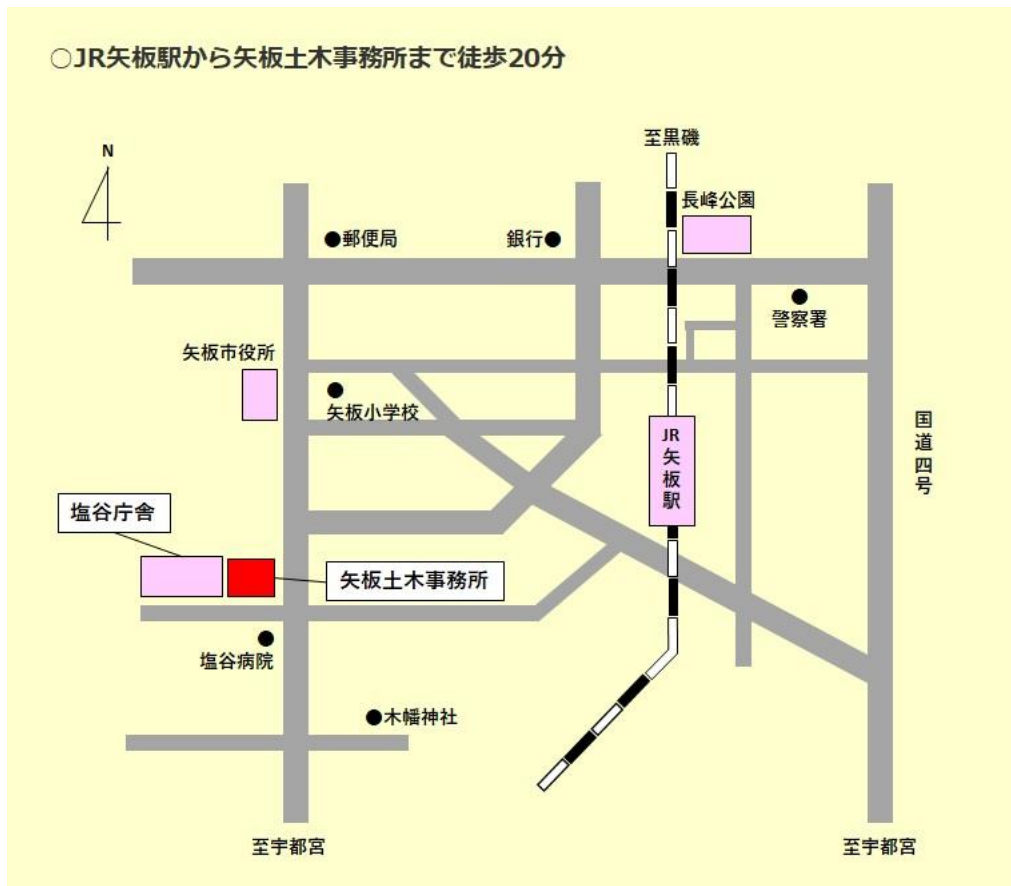 ○JR矢板駅から矢板土木事務所まで徒歩20分
至黒磯
N
長峰公園
●郵便局
銀行●
警察署
矢板市役所
矢板小学校
国道四号
JR矢板駅
塩谷庁舎
矢板土木事務所
塩谷病院
●木幡神社
至宇都宮
至宇都宮